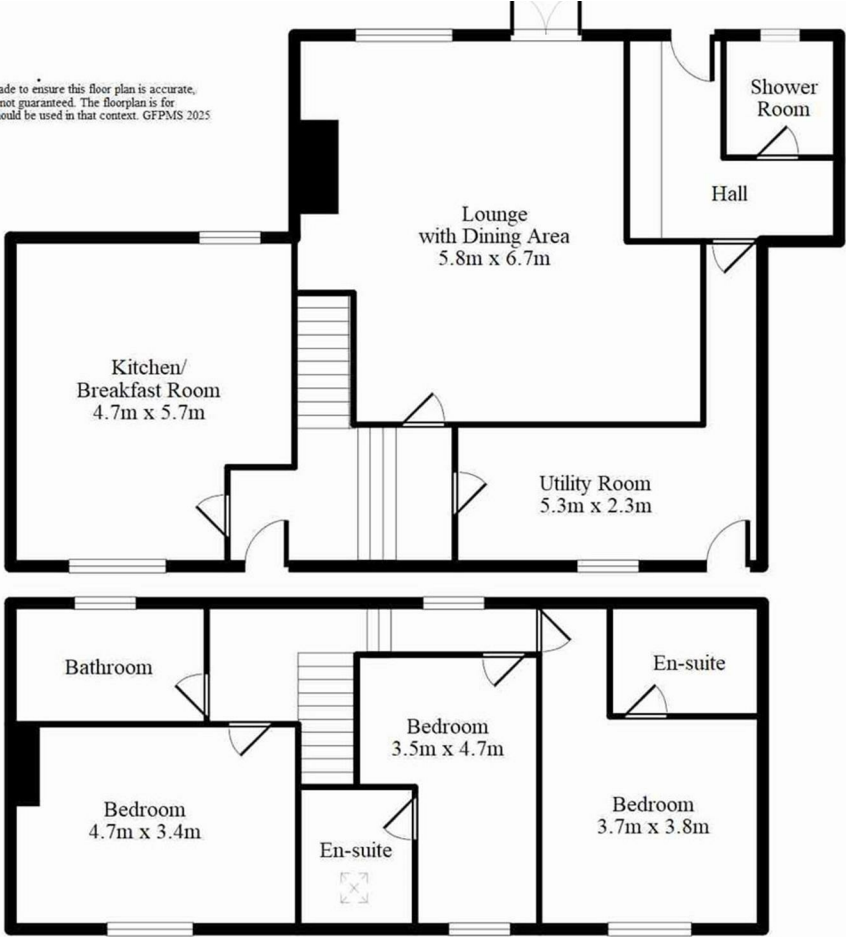 ade to ensure this floor plan is accurate,
not guaranteed. The floorplan is for
ould be used in that context. GFPMS 2025
Shower
Room
Hall
Lounge
with Dining Area
5.8m x 6.7m
Kitchen/
Breakfast Room
4.7m x 5.7m
Utility Room
5.3m x 2.3m
Bathroom
En-suite
Bedroom
3.5m x 4.7m
Bedroom
4.7m x 3.4m
Bedroom
3.7m x 3.8m
En-suite